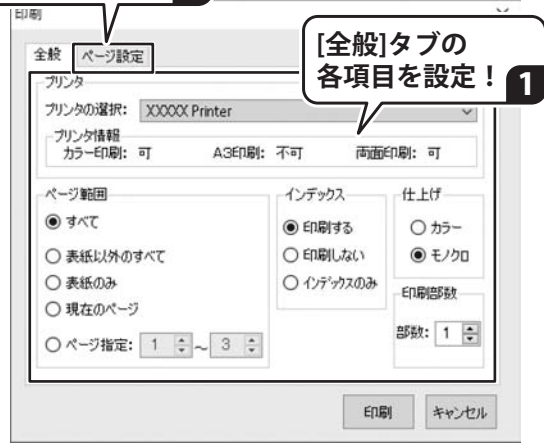 印刷
[全般]タブの
各項目を設定！
1
全般 ページ設定
プリンタ
プリンタの選択: XXXXX Printer
プリンタ情報
カラー印刷: 可 A3印刷: 不可 両面印刷: 可
ページ範囲
すべて
表紙以外のすべて
表紙のみ
現在のページ
ページ指定: 1 ～ 3
インデックス
印刷する
印刷しない
インデックスのみ
仕上げ
カラー
モノクロ
印刷部数
部数: 1
印刷 キャンセル